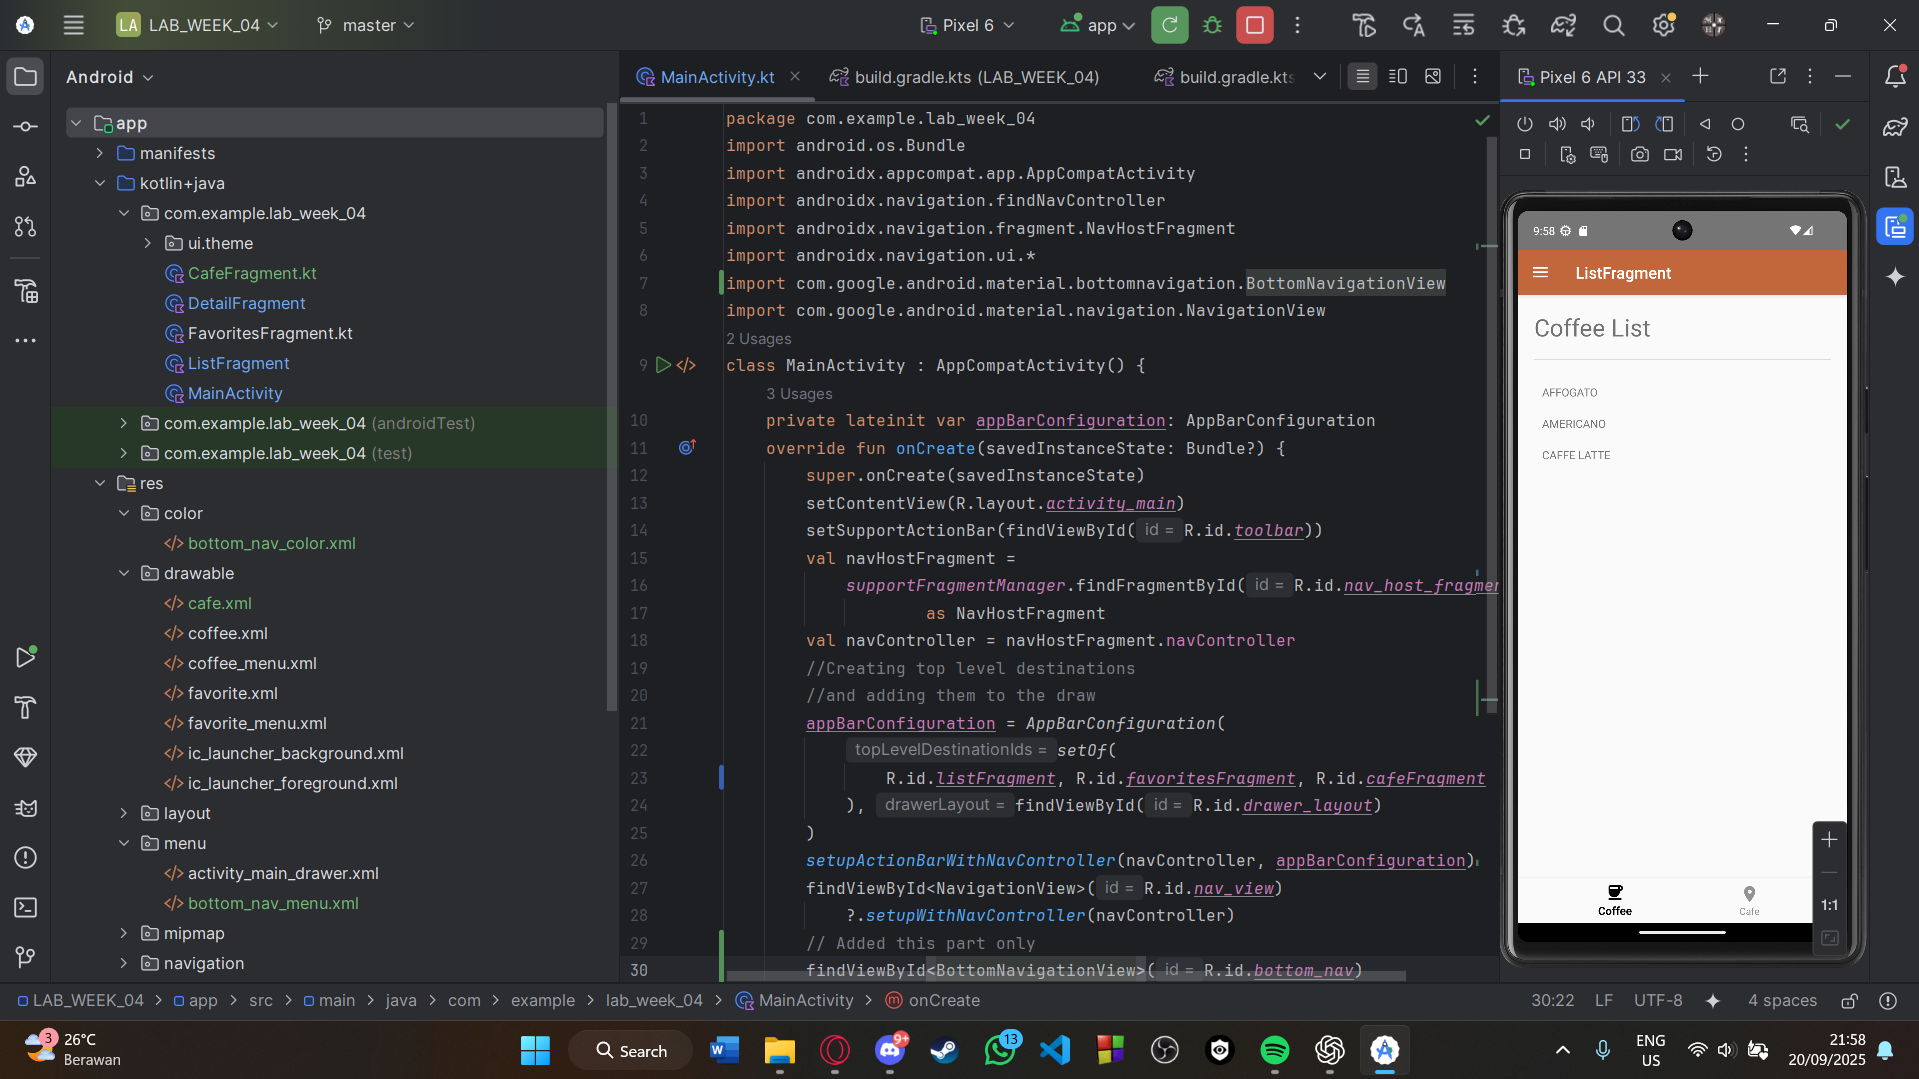 LA LAB_WEEK_04 master Pixel 6 app
Android
app
manifests
kotlin+java
com.example.lab_week_04
ui.theme
CafeFragment.kt
DetailFragment
FavoritesFragment.kt
ListFragment
MainActivity
com.example.lab_week_04 (androidTest)
com.example.lab_week_04 (test)
res
color
</> bottom_nav_color.xml
drawable
</> cafe.xml
</> coffee.xml
</> coffee_menu.xml
</> favorite.xml
</> favorite_menu.xml
</> ic_launcher_background.xml
</> ic_launcher_foreground.xml
layout
menu
</> activity_main_drawer.xml
</> bottom_nav_menu.xml
mipmap
navigation
MainActivity.kt build.gradle.kts (LAB_WEEK_04) build.gradle.kts
1 package com.example.lab_week_04
2 import android.os.Bundle
3 import androidx.appcompat.app.AppCompatActivity
4 import androidx.navigation.findNavController
5 import androidx.navigation.fragment.NavHostFragment
6 import androidx.navigation.ui.*
7 import com.google.android.material.bottomnavigation.BottomNavigationView
8 import com.google.android.material.navigation.NavigationView
2 Usages
9 </> class MainActivity : AppCompatActivity() {
3 Usages
10 private lateinit var appBarConfiguration: AppBarConfiguration
11 override fun onCreate(savedInstanceState: Bundle?) {
12 super.onCreate(savedInstanceState)
13 setContentView(R.layout.activity_main)
14 setSupportActionBar(findViewById( id = R.id.toolbar))
15 val navHostFragment =
16 supportFragmentManager.findFragmentById( id = R.id.nav_host_fragmen
17 as NavHostFragment
18 val navController = navHostFragment.navController
19 //Creating top level destinations
20 //and adding them to the draw
21 appBarConfiguration = AppBarConfiguration(
22 topLevelDestinationIds = setOf(
23 R.id.listFragment, R.id.favoritesFragment, R.id.cafeFragment
24 ), drawerLayout = findViewById( id = R.id.drawer_layout)
25 )
26 setupActionBarWithNavController(navController, appBarConfiguration)
27 findViewById<NavigationView>( id = R.id.nav_view)
28 ?.setupWithNavController(navController)
29 // Added this part only
30 findViewById<BottomNavigationView>( id = R.id.bottom_nav)
Pixel 6 API 33
9:58
ListFragment
Coffee List
AFFOGATO
AMERICANO
CAFFE LATTE
Coffee Cafe
1:1
LAB_WEEK_04 > app > src > main > java > com > example > lab_week_04 > MainActivity > onCreate
30:22 LF UTF-8 4 spaces
3
26°C
Berawan
Search
9+
13
ENG
US
21:58
20/09/2025